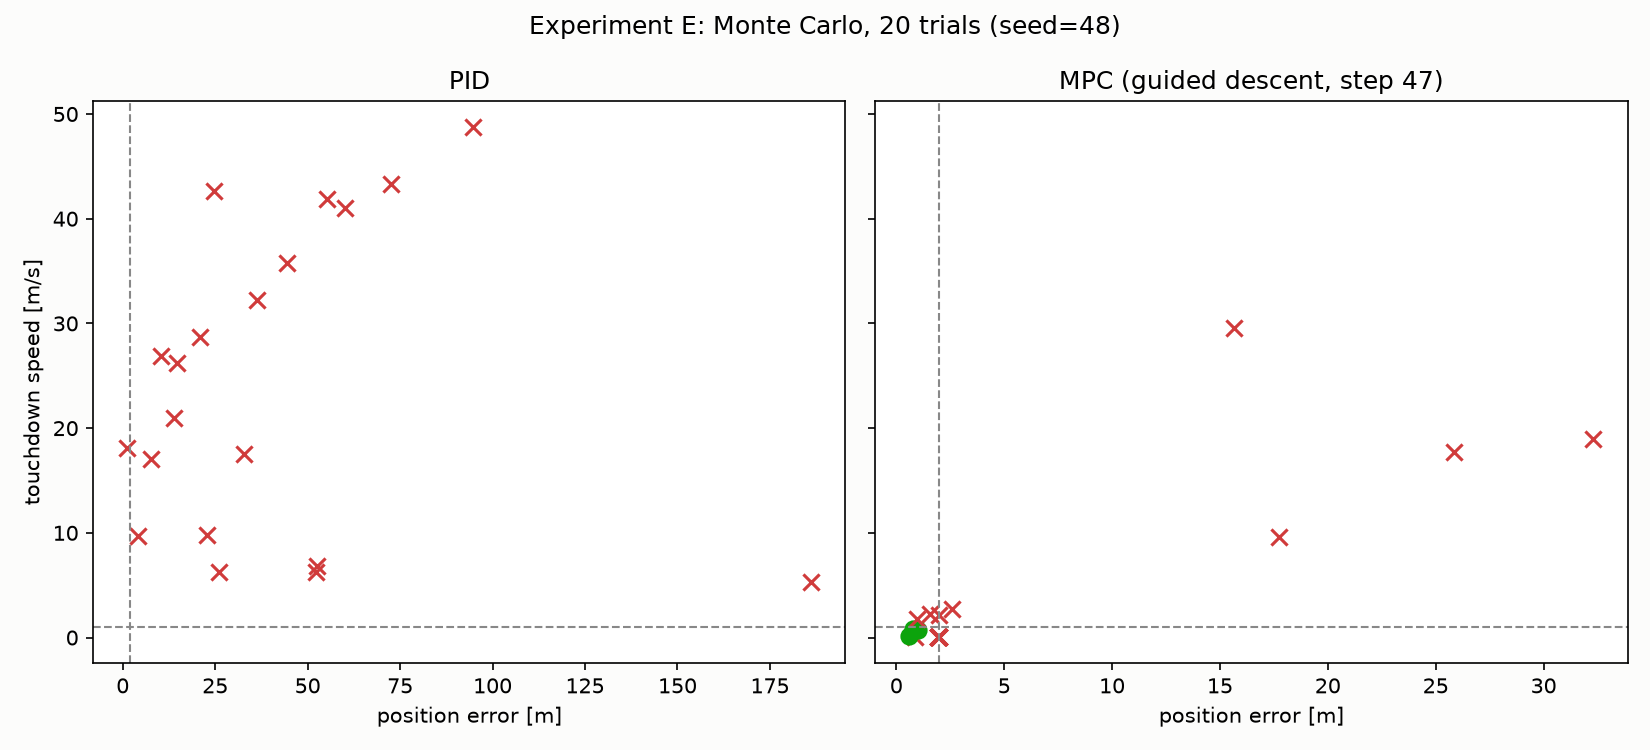 Experiment E: Monte Carlo, 20 trials (seed=48)
PID
MPC (guided descent, step 47)
touchdown speed [m/s]
50
40
30
20
10
0
0 25 50 75 100 125 150 175
0 5 10 15 20 25 30
position error [m]
position error [m]